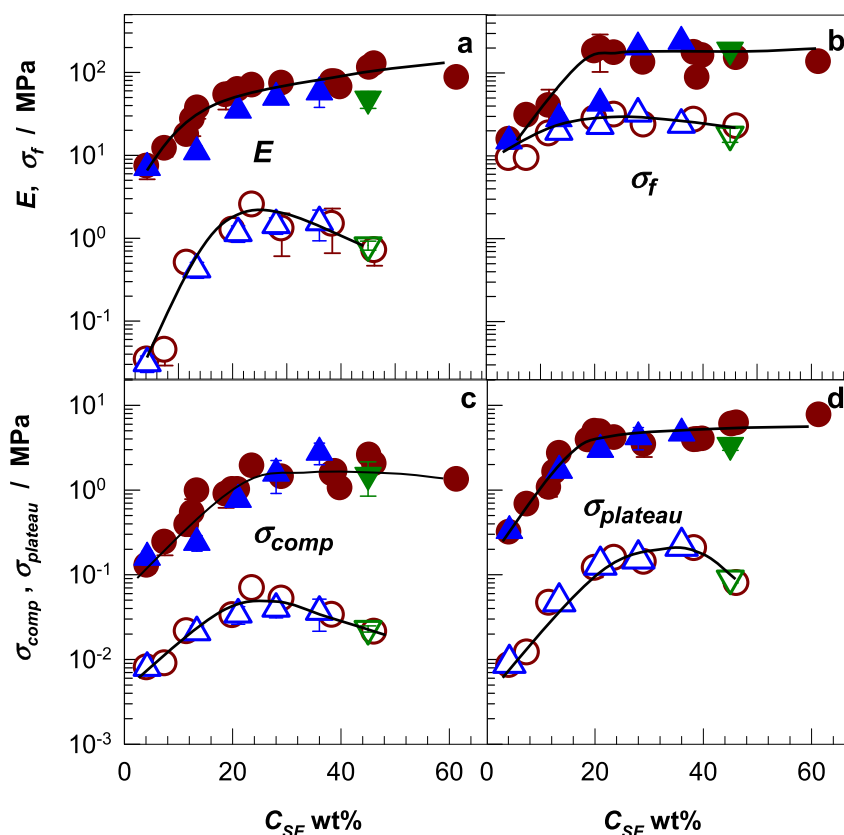 a
b
10²
10¹
10⁰
10⁻¹
E, σf / MPa
E
σf
c
d
10¹
10⁰
10⁻¹
10⁻²
10⁻³
σcomp , σplateau / MPa
σcomp
σplateau
0 20 40 60 0 20 40 60
CSF wt% CSF wt%